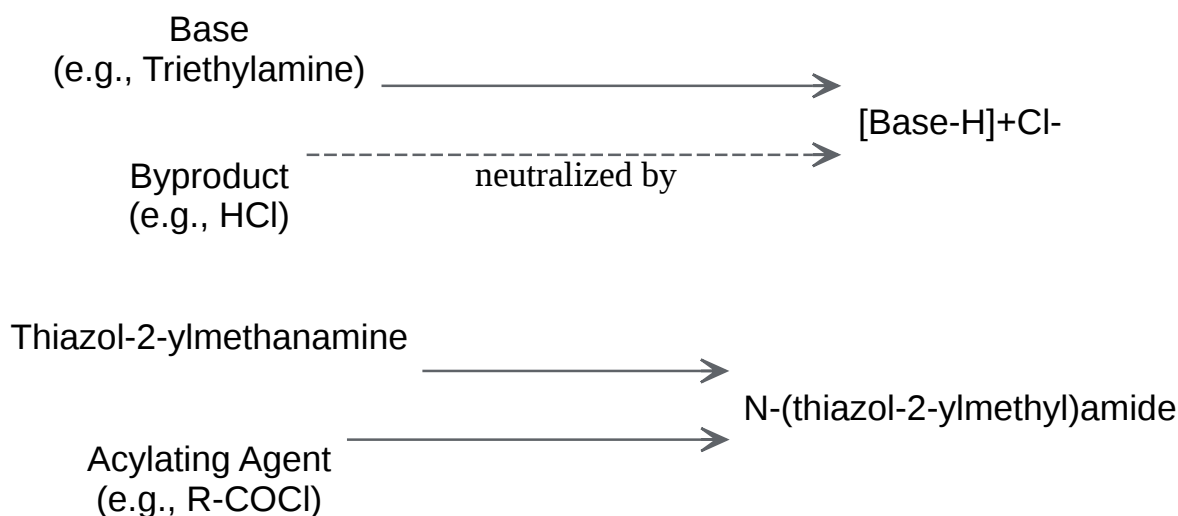 Base
(e.g., Triethylamine)
[Base-H]+Cl-
Byproduct
(e.g., HCl)
neutralized by
Thiazol-2-ylmethanamine
N-(thiazol-2-ylmethyl)amide
Acylating Agent
(e.g., R-COCl)